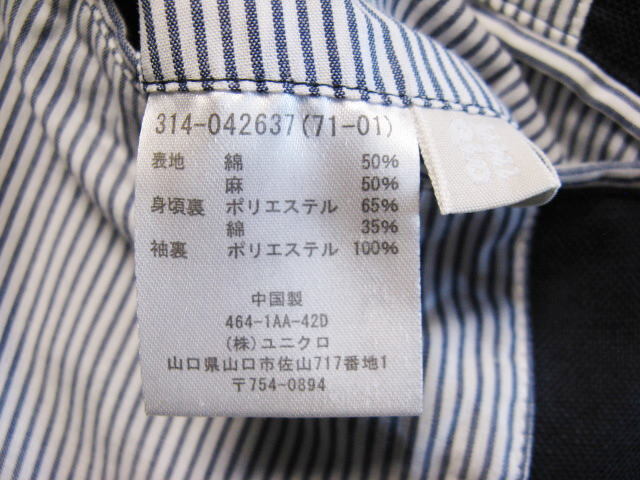 314-042637(71-01)
表地 綿 50%
麻 50%
身頃裏 ポリエステル 65%
綿 35%
袖裏 ポリエステル 100%
中国製
464-1AA-42D
(株)ユニクロ
山口県山口市佐山717番地1
〒754-0894